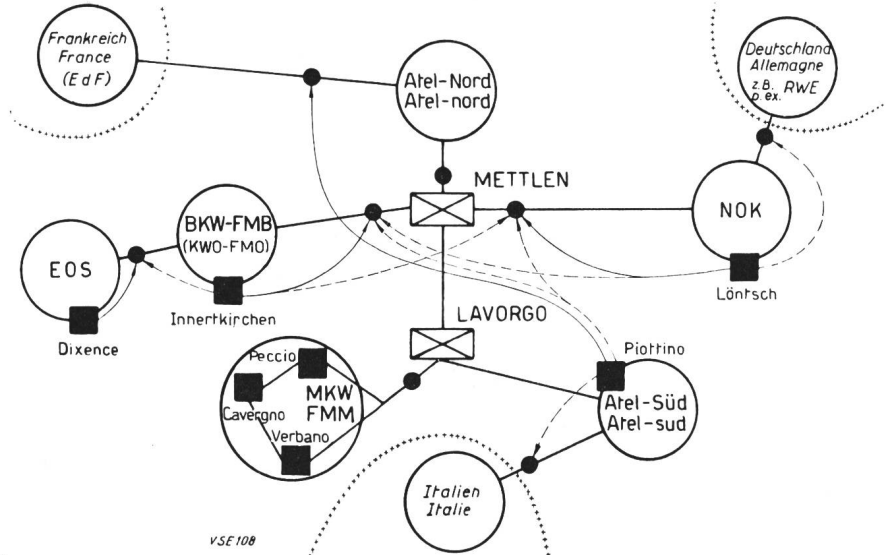 Frankreich
France
(E d F)
Atel-Nord
Atel-nord
Deutschland
Allemagne
z.B. RWE
p. ex.
METTLEN
NOK
BKW-FMB
(KWO-FMO)
EOS
Innertkirchen
Löntsch
Dixence
LAVORGO
Piottino
Peccio
MKW
FMM
Cavergno
Verbano
Atel-Süd
Atel-sud
Italien
Italie
VSE 108